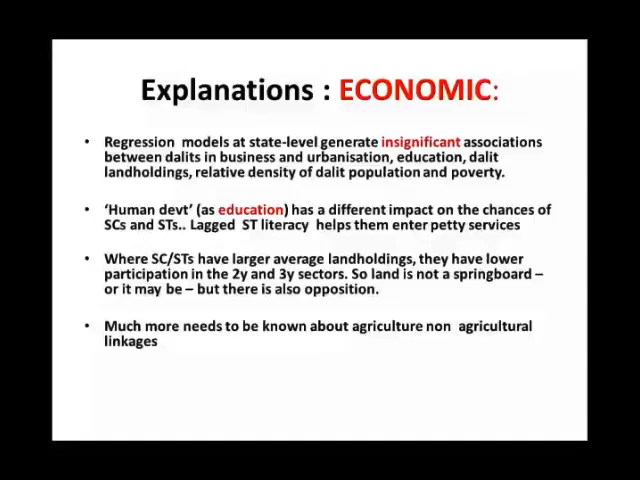 Explanations : ECONOMIC:
• Regression models at state-level generate insignificant associations
between dalits in business and urbanisation, education, dalit
landholdings, relative density of dalit population and poverty.
• ‘Human devt’ (as education) has a different impact on the chances of
SCs and STs.. Lagged ST literacy helps them enter petty services
• Where SC/STs have larger average landholdings, they have lower
participation in the 2y and 3y sectors. So land is not a springboard –
or it may be – but there is also opposition.
• Much more needs to be known about agriculture non agricultural
linkages